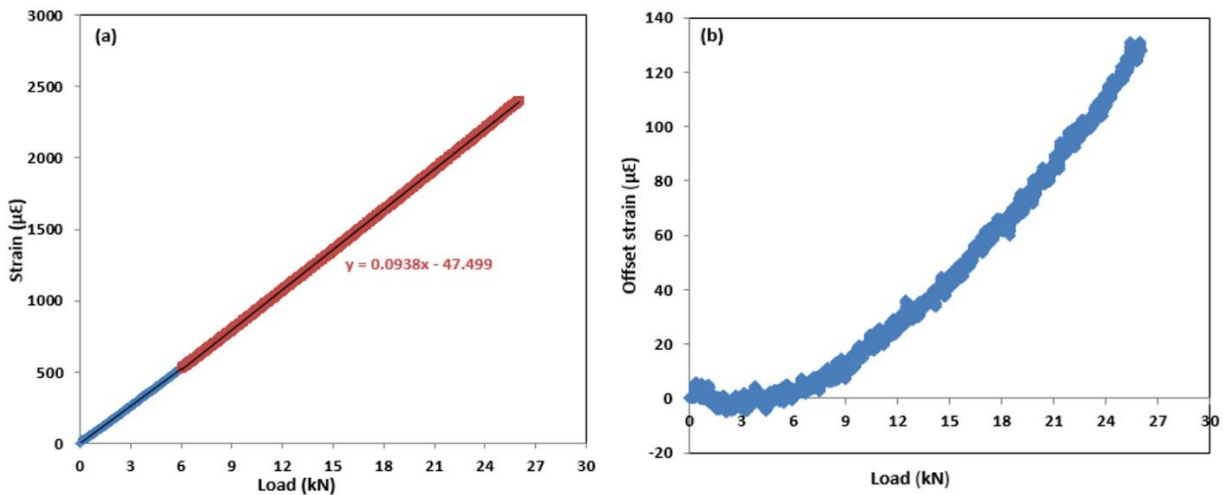 (a)
3000
2500
2000
1500
1000
500
0
Strain (µƐ)
y = 0.0938x - 47.499
0 3 6 9 12 15 18 21 24 27 30
Load (kN)
(b)
140
120
100
80
60
40
20
0
-20
Offset strain (µƐ)
0 3 6 9 12 15 18 21 24 27 30
Load (kN)